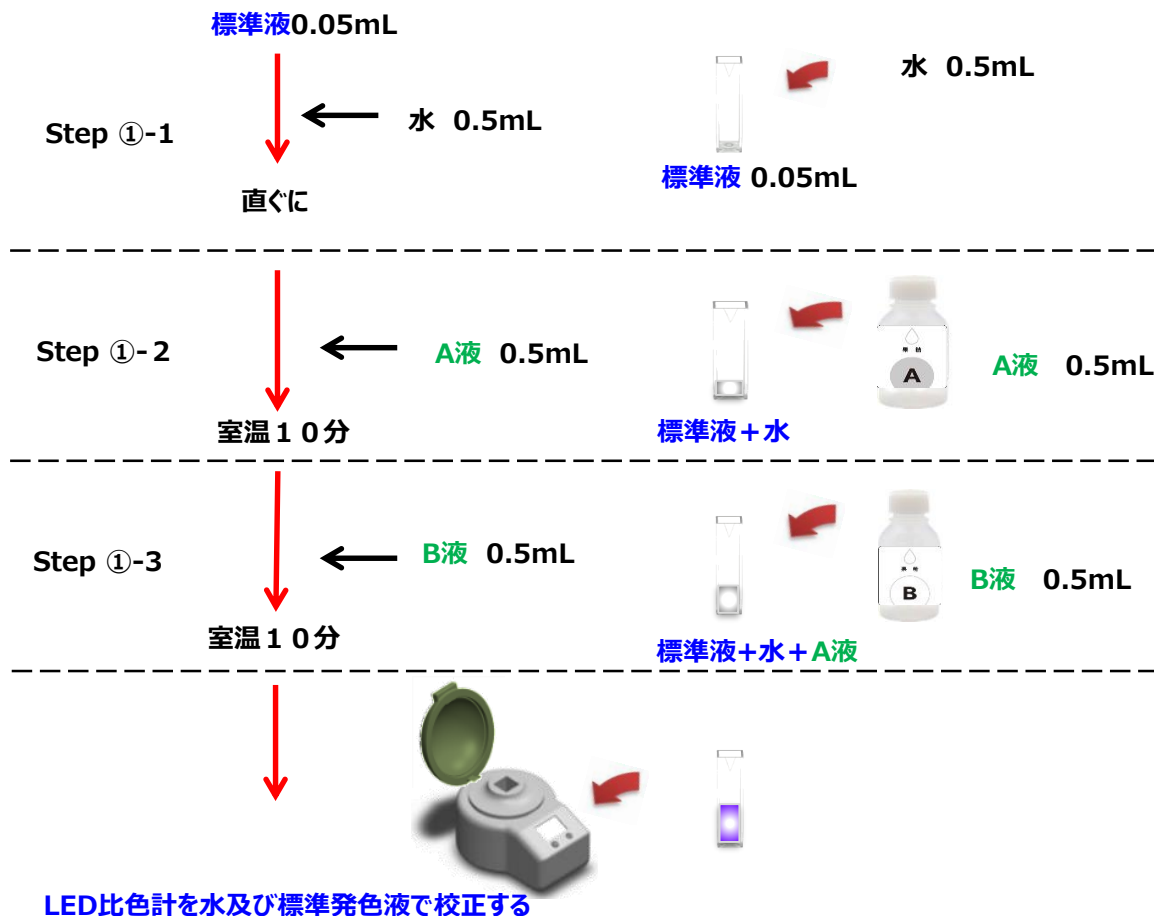 標準液0.05mL
水 0.5mL
Step ①-1
水 0.5mL
標準液 0.05mL
直ぐに
Step ①-２
A液 0.5mL
A
A液 0.5mL
室温１０分
標準液＋水
Step ①-3
B液 0.5mL
B
B液 0.5mL
室温１０分
標準液+水+A液
LED比色計を水及び標準発色液で校正する